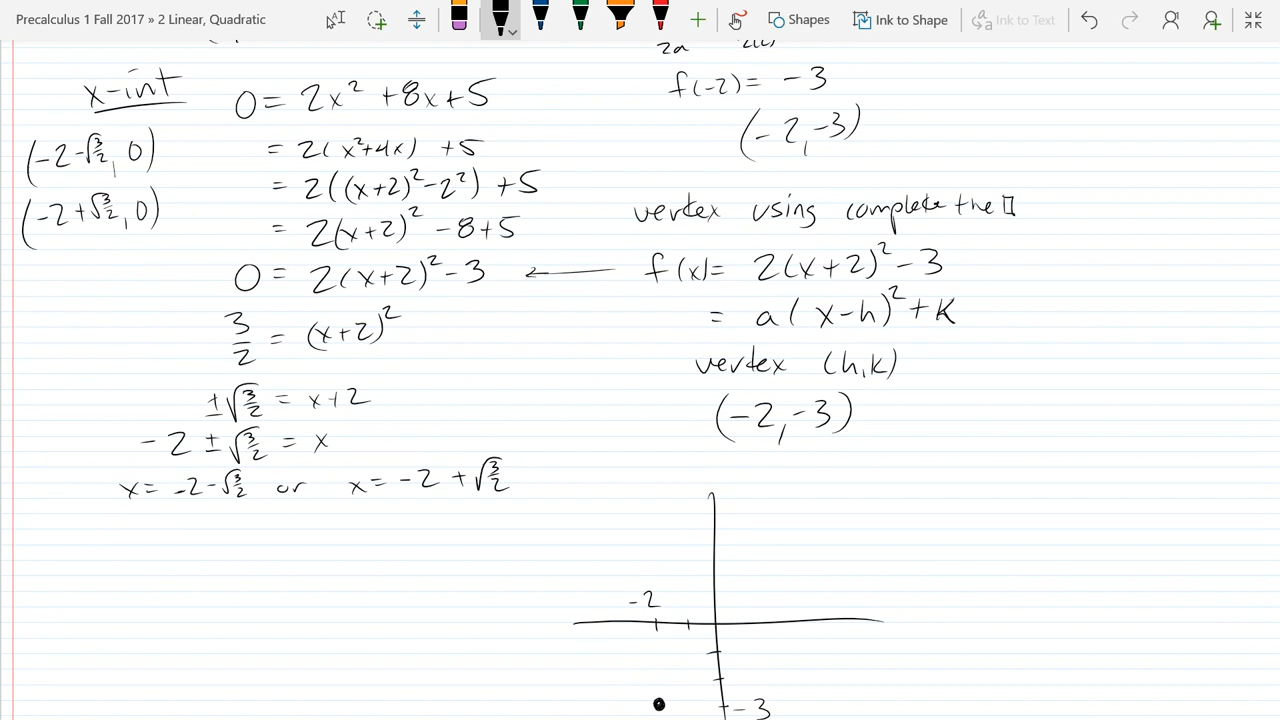 Precalculus 1 Fall 2017 » 2 Linear, Quadratic
Shapes
Ink to Shape
Ink to Text
x-int
0 = 2x² + 8x + 5
(-2 - √3/2, 0)
= 2(x² + 4x) + 5
(-2 + √3/2, 0)
= 2((x+2)² - 2²) + 5
= 2(x+2)² - 8 + 5
0 = 2(x+2)² - 3
3/2 = (x+2)²
± √3/2 = x + 2
-2 ± √3/2 = x
x = -2 - √3/2 or x = -2 + √3/2
2a
f(-2) = -3
(-2, -3)
vertex using complete the □
f(x) = 2(x+2)² - 3
= a(x-h)² + k
vertex (h, k)
(-2, -3)
-2
-3